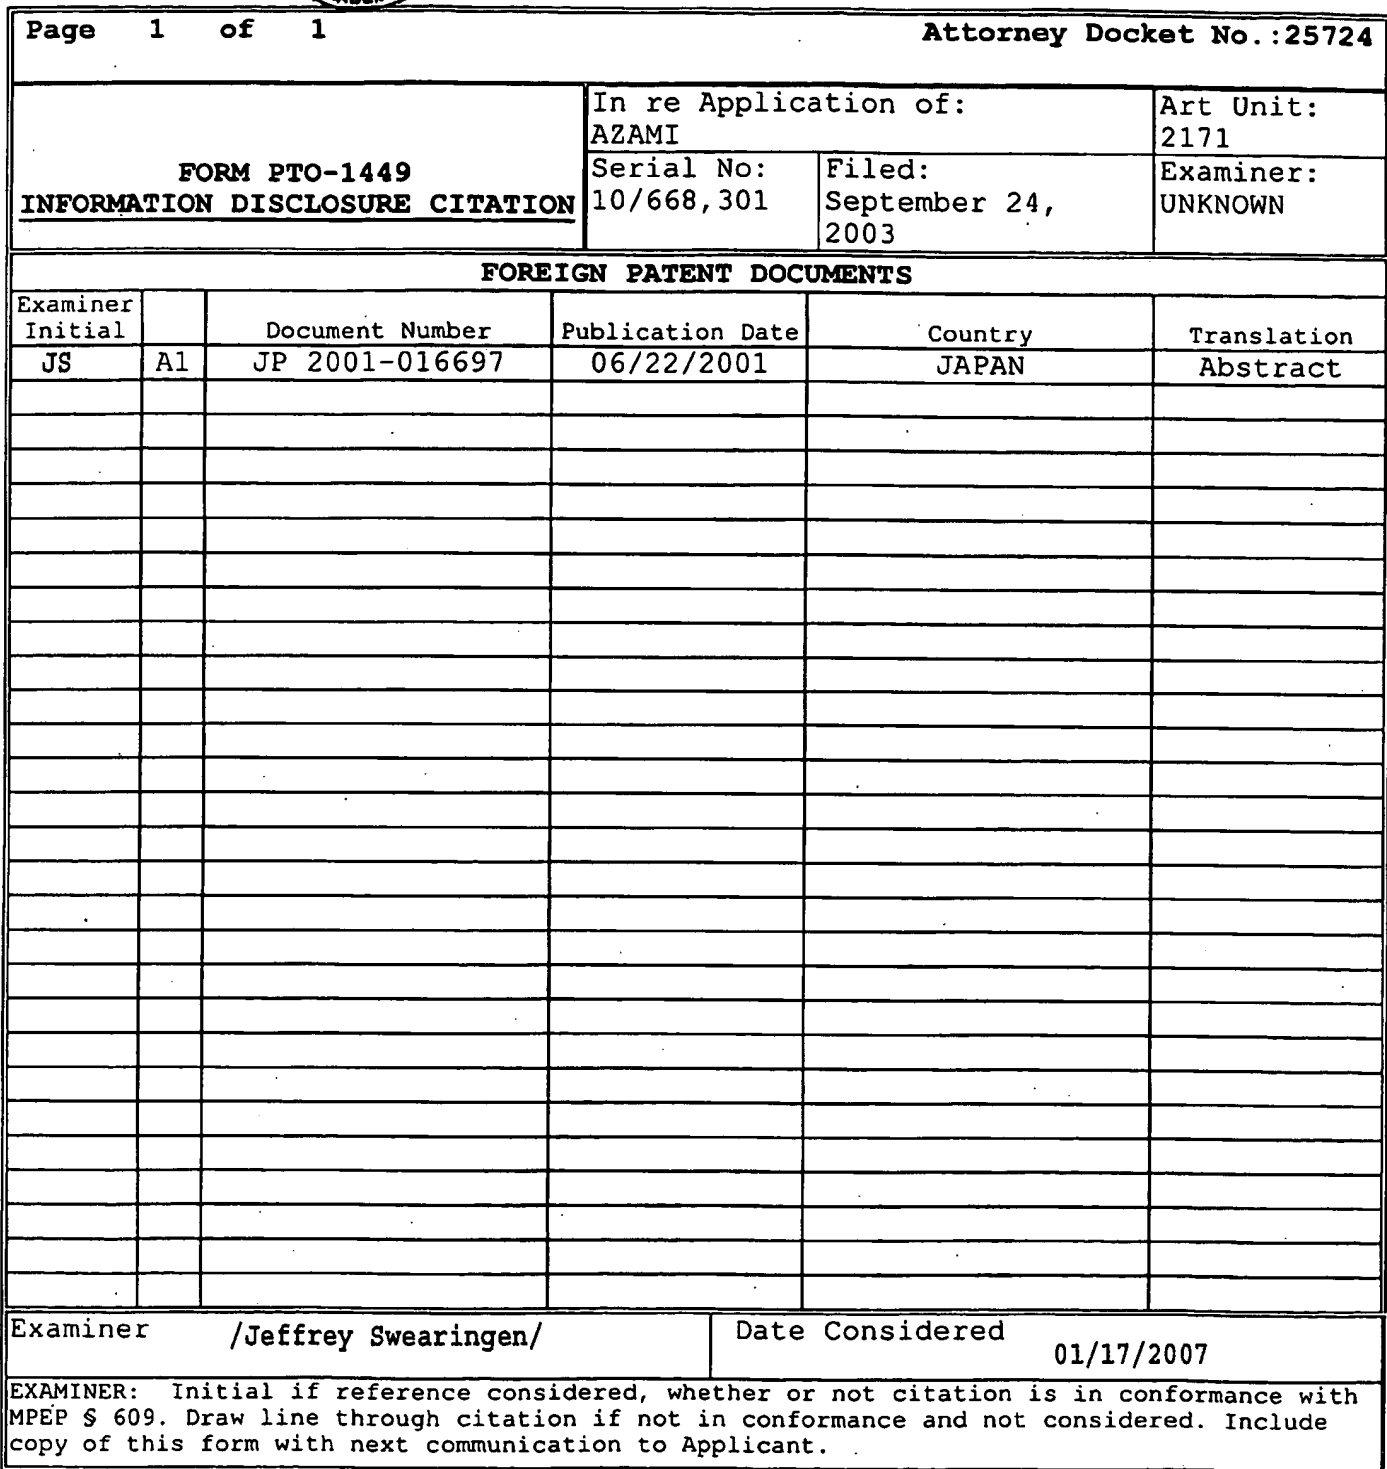 Page 1 of 1 Attorney Docket No.:25724
In re Application of:
AZAMI
Art Unit:
2171
FORM PTO-1449
INFORMATION DISCLOSURE CITATION
Serial No:
10/668,301
Filed:
September 24,
2003
Examiner:
UNKNOWN
FOREIGN PATENT DOCUMENTS
Examiner
Initial Document Number Publication Date Country Translation
JS A1 JP 2001-016697 06/22/2001 JAPAN Abstract
Examiner /Jeffrey Swearingen/ Date Considered
01/17/2007
EXAMINER: Initial if reference considered, whether or not citation is in conformance with
MPEP § 609. Draw line through citation if not in conformance and not considered. Include
copy of this form with next communication to Applicant.